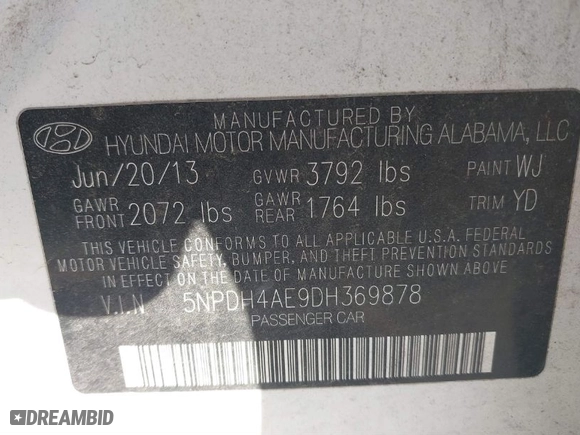 MANUFACTURED BY
HYUNDAI MOTOR MANUFACTURING ALABAMA, LLC
Jun/20/13 GVWR 3792 lbs PAINT WJ
GAWR FRONT 2072 lbs GAWR REAR 1764 lbs TRIM YD
THIS VEHICLE CONFORMS TO ALL APPLICABLE U.S.A. FEDERAL
MOTOR VEHICLE SAFETY, BUMPER, AND THEFT PREVENTION STANDARDS
IN EFFECT ON THE DATE OF MANUFACTURE SHOWN ABOVE.
V.I.N 5NPDH4AE9DH369878
PASSENGER CAR
DREAMBID